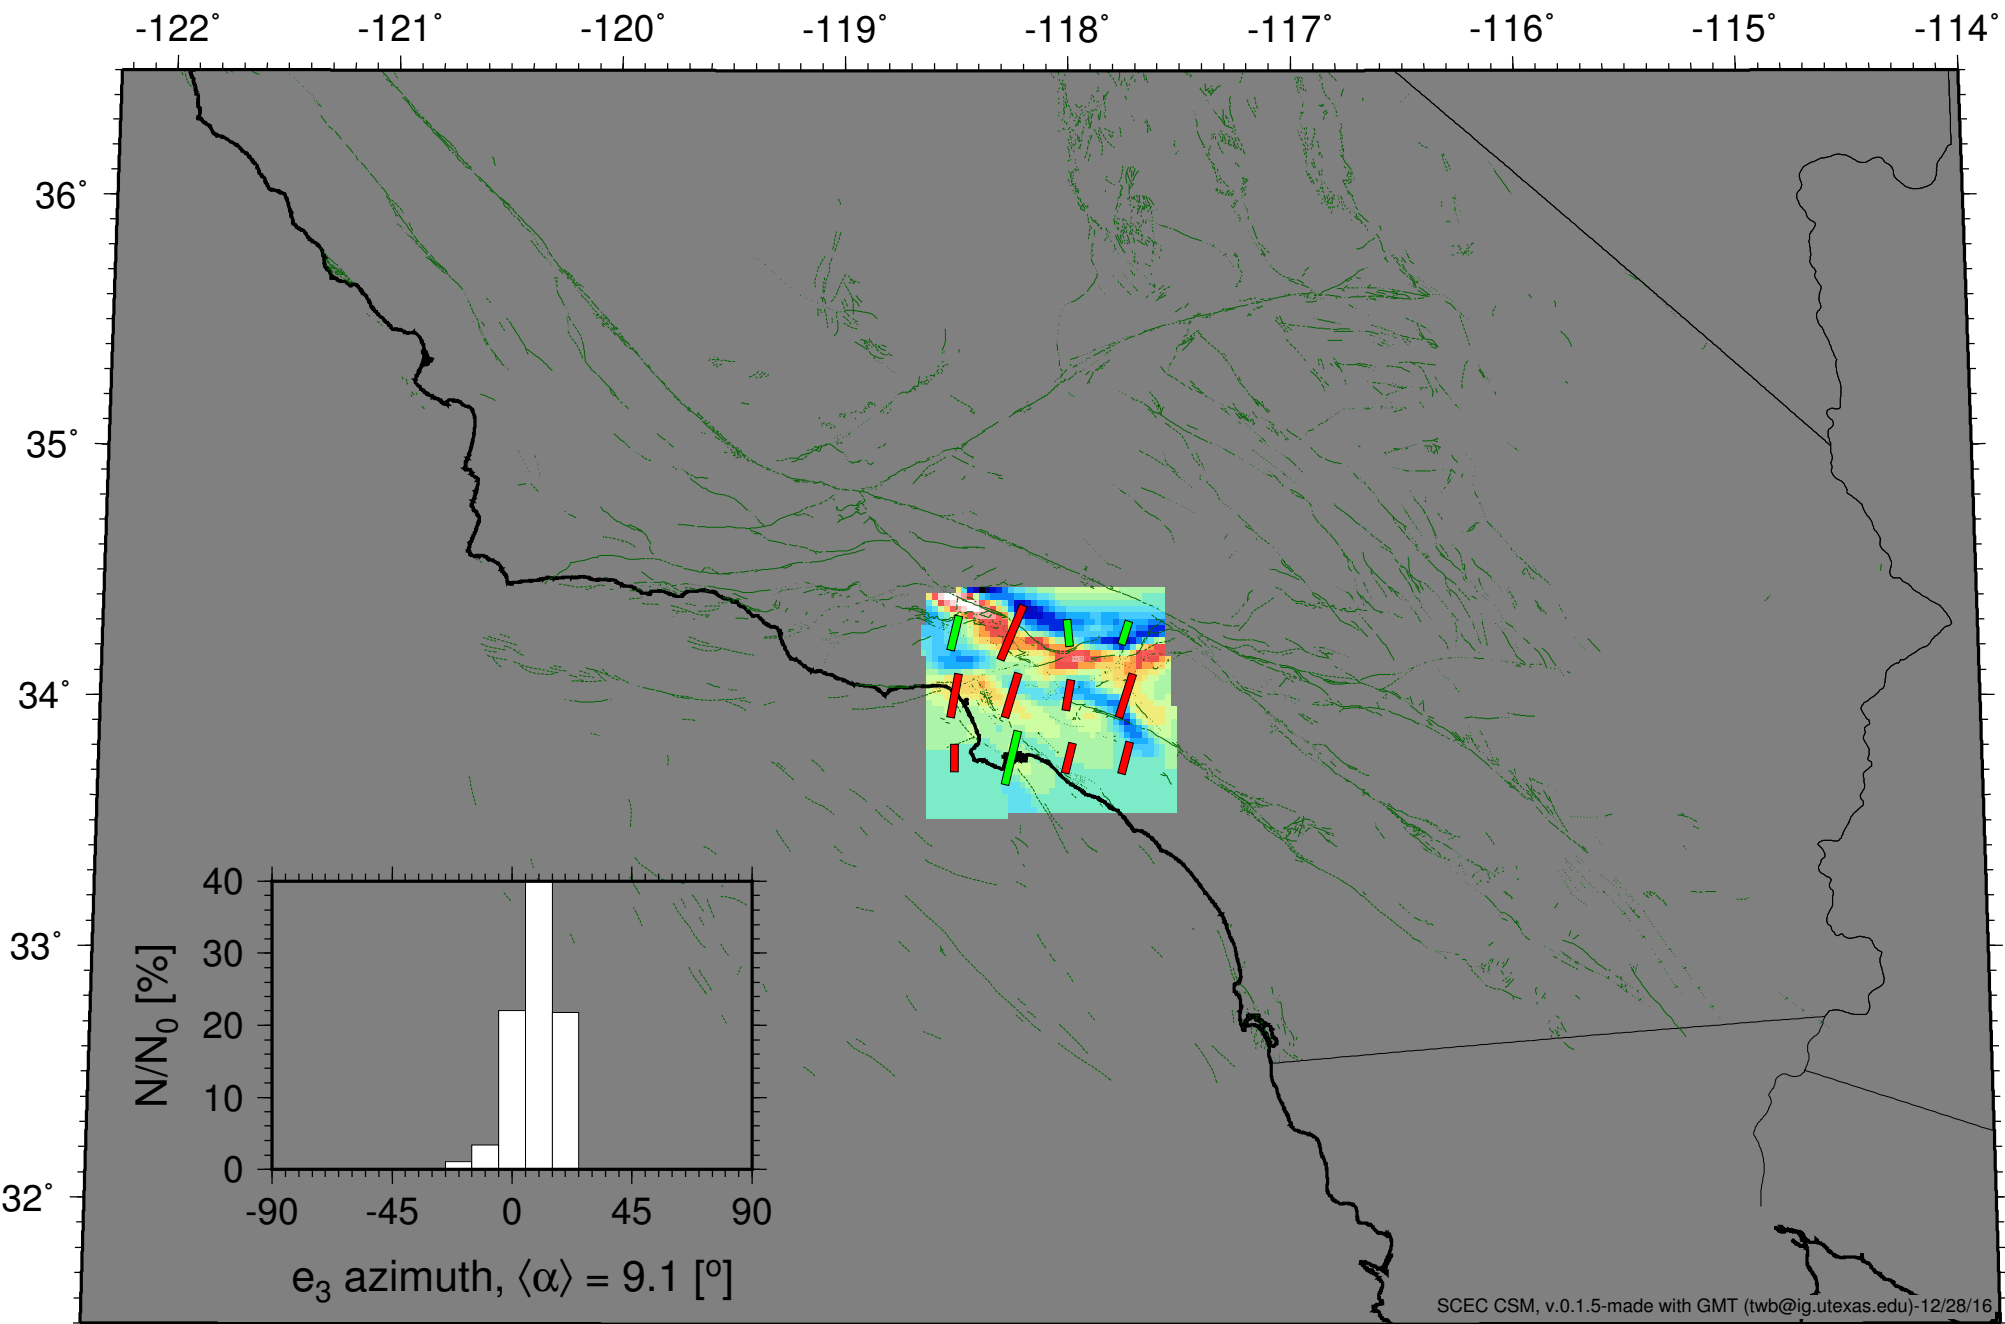 -122° -121° -120° -119° -118° -117° -116° -115° -114°
36°
35°
34°
33°
32°
40
30
20
10
0
N/N0 [%]
-90 -45 0 45 90
e3 azimuth, ⟨α⟩ = 9.1 [º]
SCEC CSM, v.0.1.5-made with GMT (twb@ig.utexas.edu)-12/28/16